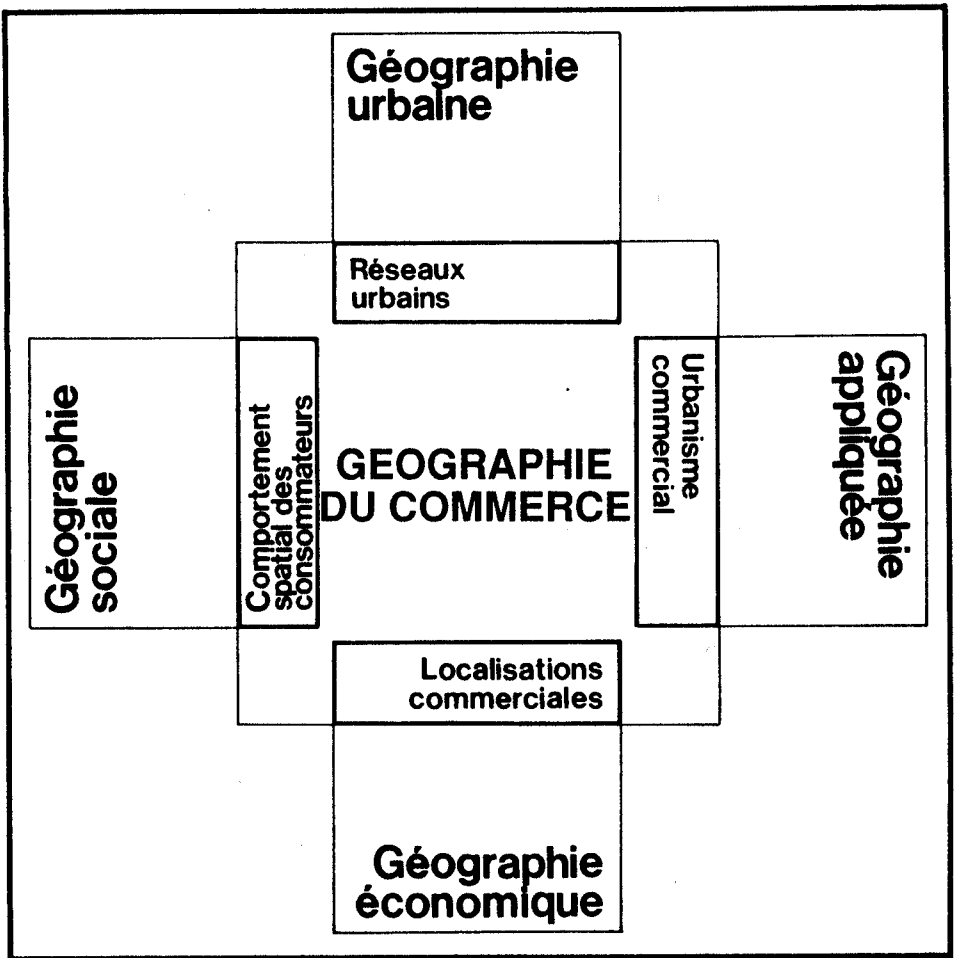 Géographie
urbaine
Réseaux
urbains
Géographie
sociale
Comportement
spatial des
consommateurs
GEOGRAPHIE
DU COMMERCE
Urbanisme
commercial
Géographie
appliquée
Localisations
commerciales
Géographie
économique